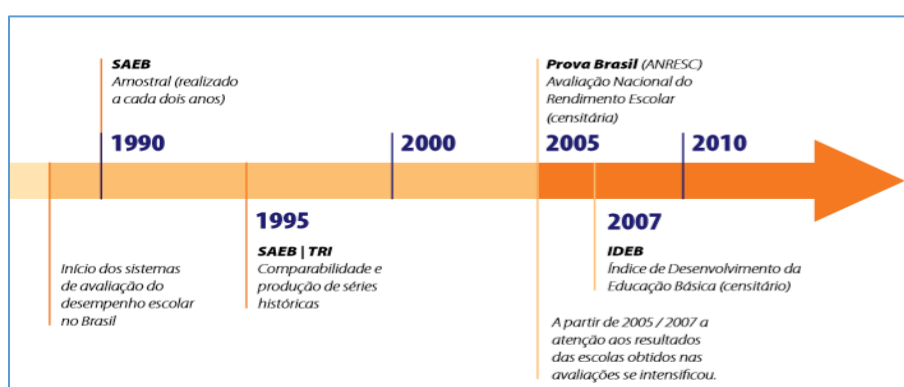 SAEB
Amostral (realizado
a cada dois anos)
Prova Brasil (ANRESC)
Avaliação Nacional do
Rendimento Escolar
(censitária)
1990
2000
2005
2010
1995
SAEB | TRI
Comparabilidade e
produção de séries
históricas
2007
IDEB
Índice de Desenvolvimento da
Educação Básica (censitário)
Início dos sistemas
de avaliação do
desempenho escolar
no Brasil
A partir de 2005 / 2007 a
atenção aos resultados
das escolas obtidos nas
avaliações se intensificou.